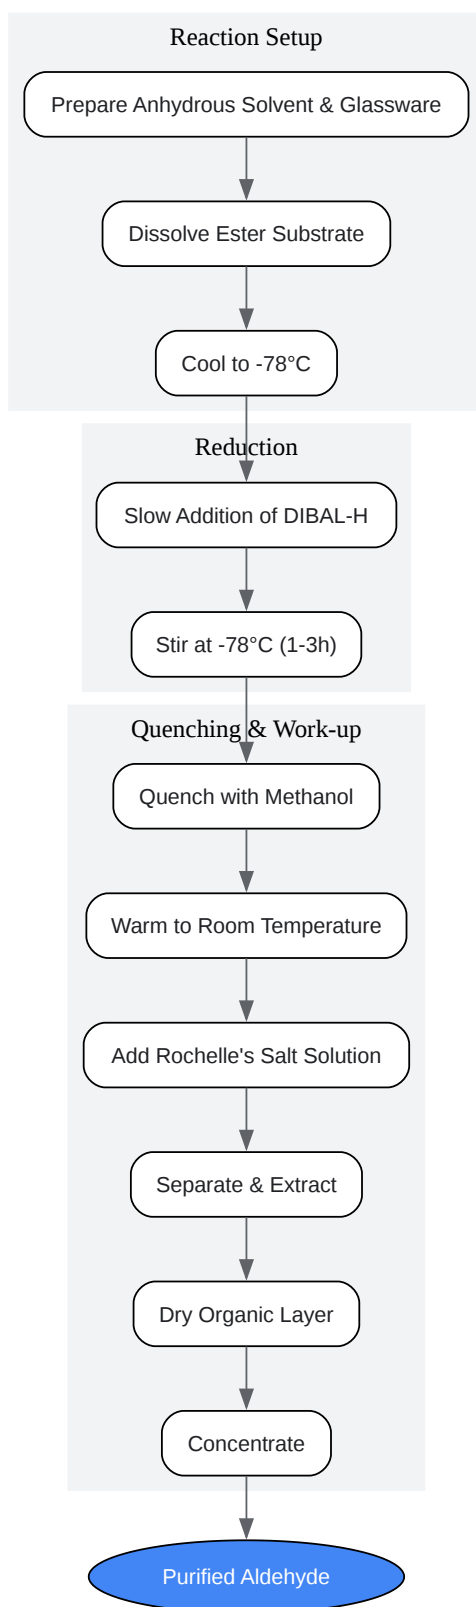 Reaction Setup
Prepare Anhydrous Solvent & Glassware
Dissolve Ester Substrate
Cool to -78°C
Reduction
Slow Addition of DIBAL-H
Stir at -78°C (1-3h)
Quenching & Work-up
Quench with Methanol
Warm to Room Temperature
Add Rochelle's Salt Solution
Separate & Extract
Dry Organic Layer
Concentrate
Purified Aldehyde